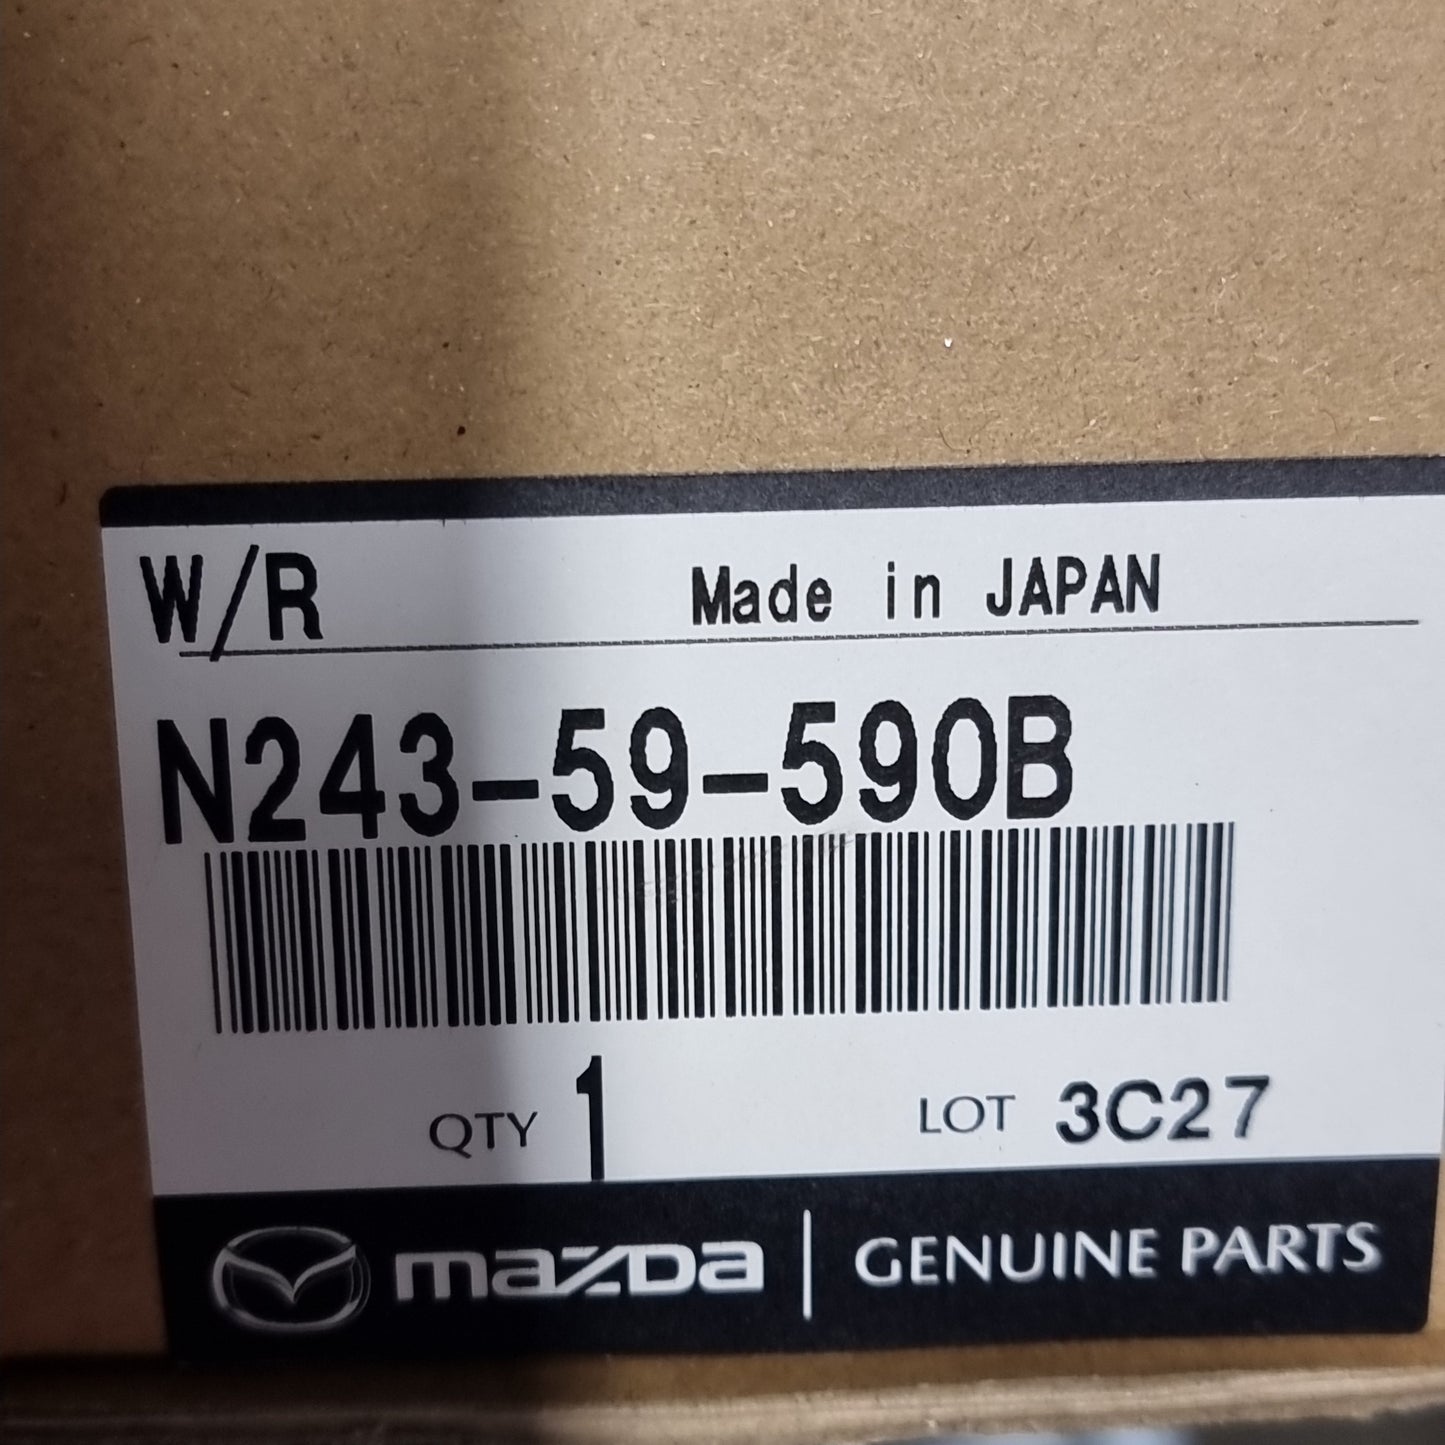 W/R Made in JAPAN
N243-59-590B
QTY 1 LOT 3C27
mazda GENUINE PARTS